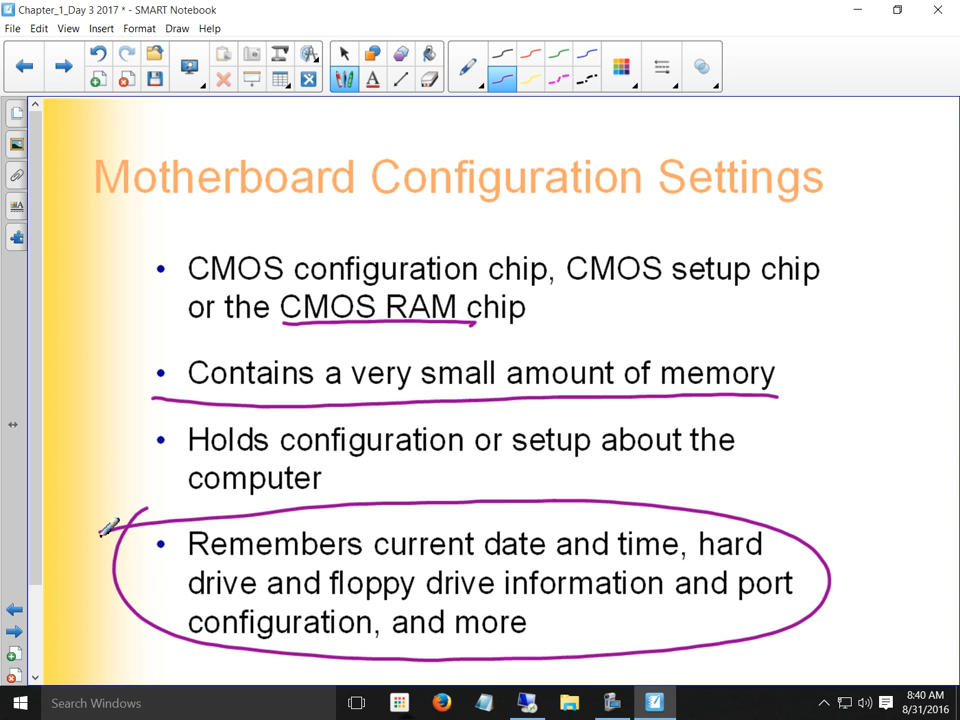 Chapter_1_Day 3 2017 * - SMART Notebook
File Edit View Insert Format Draw Help
Motherboard Configuration Settings
• CMOS configuration chip, CMOS setup chip
or the CMOS RAM chip
• Contains a very small amount of memory
• Holds configuration or setup about the
computer
• Remembers current date and time, hard
drive and floppy drive information and port
configuration, and more
Search Windows
8:40 AM
8/31/2016